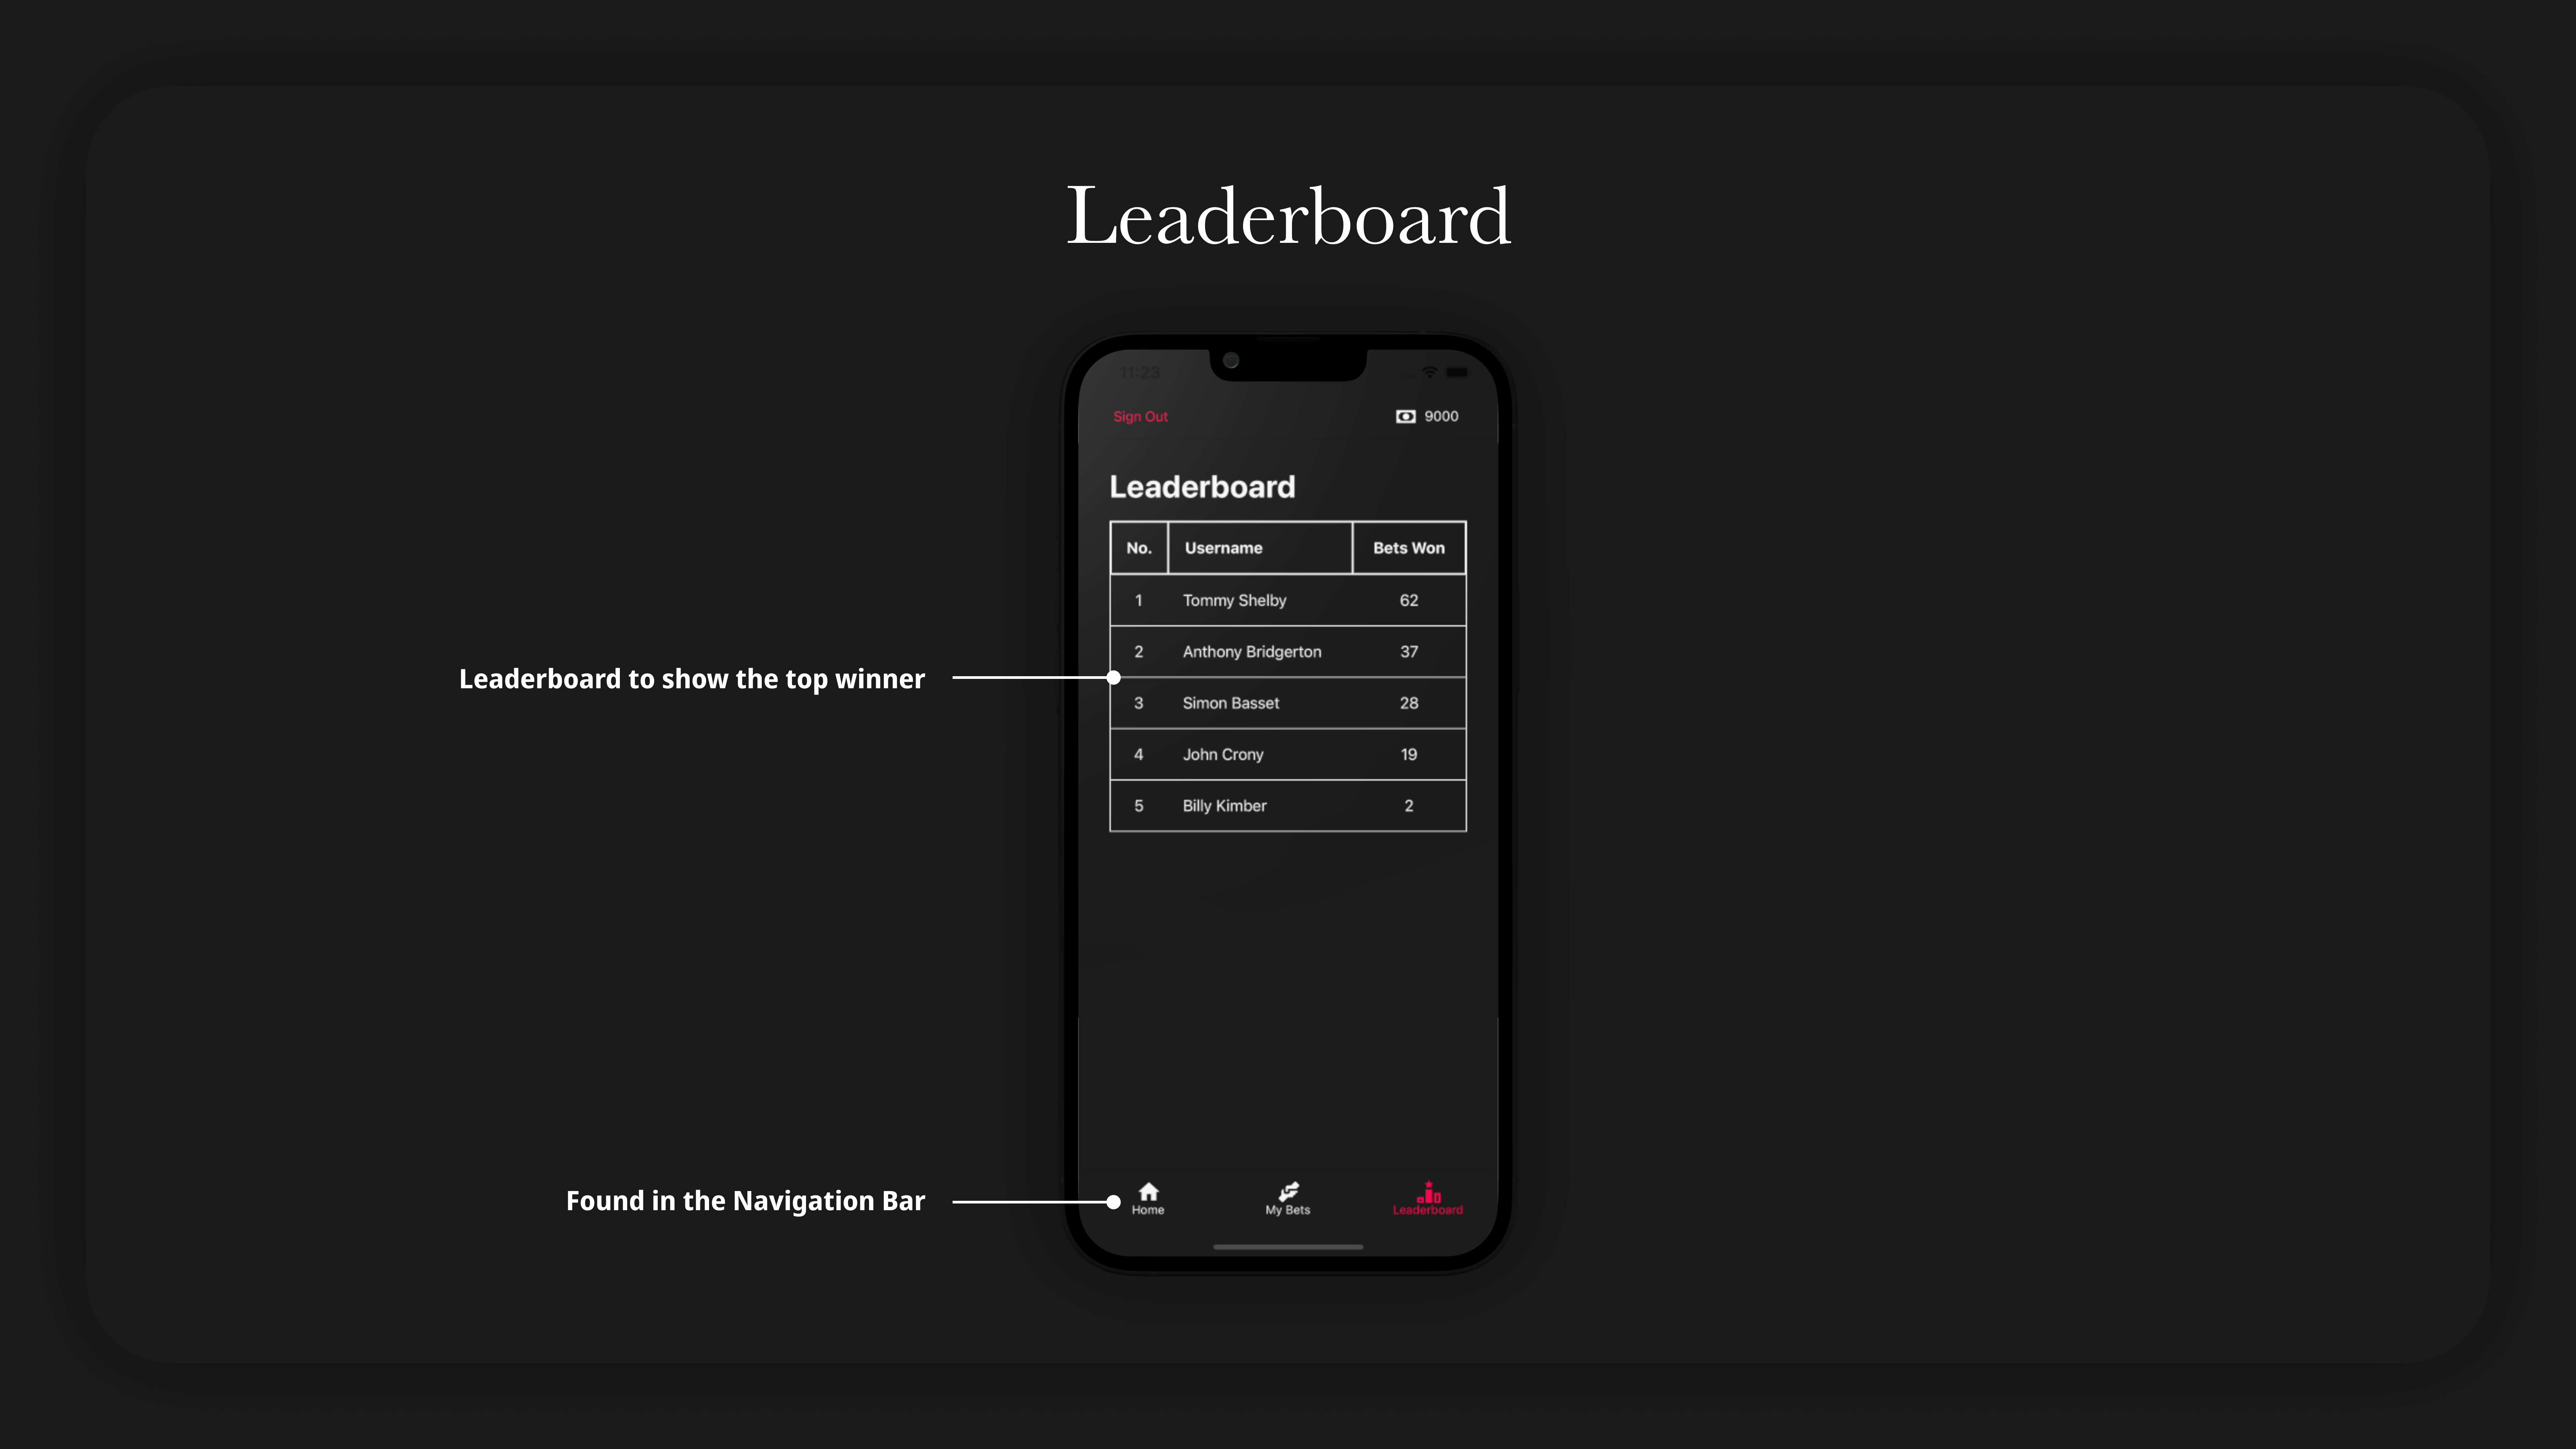 Leaderboard
11:23
Sign Out 9000
Leaderboard
No. Username Bets Won
1 Tommy Shelby 62
2 Anthony Bridgerton 37
Leaderboard to show the top winner
3 Simon Basset 28
4 John Crony 19
5 Billy Kimber 2
Found in the Navigation Bar
Home My Bets Leaderboard